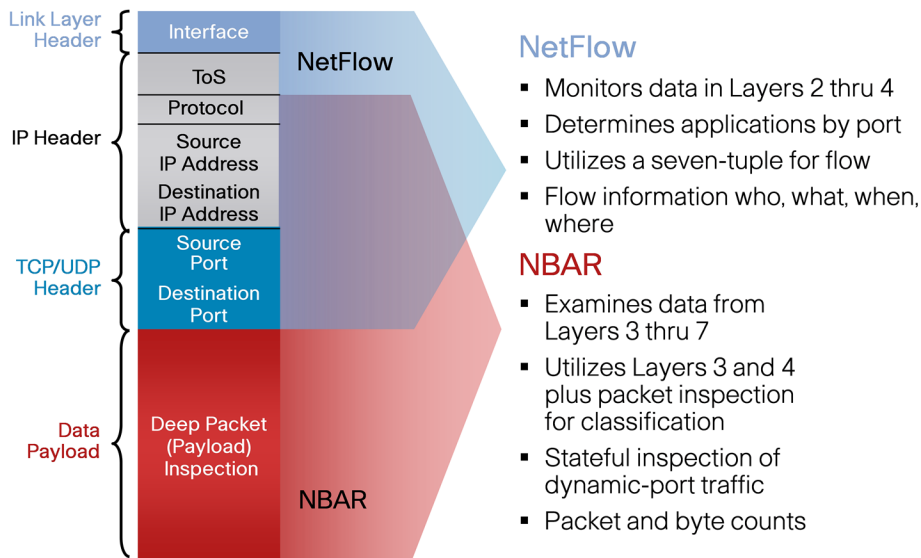 Link Layer
Header
IP Header
TCP/UDP
Header
Data
Payload
Interface
ToS
Protocol
Source
IP Address
Destination
IP Address
Source
Port
Destination
Port
Deep Packet
(Payload)
Inspection
NetFlow
NBAR
NetFlow
▪ Monitors data in Layers 2 thru 4
▪ Determines applications by port
▪ Utilizes a seven-tuple for flow
▪ Flow information who, what, when,
where
NBAR
▪ Examines data from
Layers 3 thru 7
▪ Utilizes Layers 3 and 4
plus packet inspection
for classification
▪ Stateful inspection of
dynamic-port traffic
▪ Packet and byte counts